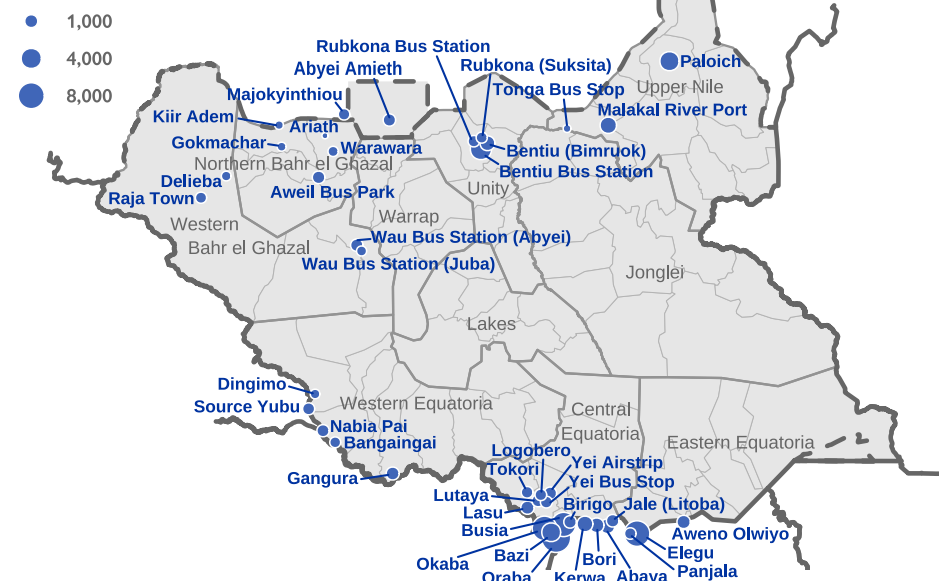 1,000
4,000
8,000
Rubkona Bus Station
Abyei Amieth
Rubkona (Suksita)
Paloich
Upper Nile
Tonga Bus Stop
Majokyinthiou
Malakal River Port
Kiir Adem
Ariath
Gokmachar
Warawara
Bentiu (Bimruok)
Northern Bahr el Ghazal
Bentiu Bus Station
Delieba
Aweil Bus Park
Unity
Raja Town
Western
Bahr el Ghazal
Warrap
Wau Bus Station (Abyei)
Wau Bus Station (Juba)
Jonglei
Lakes
Dingimo
Source Yubu
Western Equatoria
Central
Equatoria
Nabia Pai
Bangaingai
Eastern Equatoria
Logobero
Tokori
Yei Airstrip
Gangura
Yei Bus Stop
Lutaya
Lasu
Birigo
Jale (Litoba)
Busia
Aweno Olwiyo
Okaba
Bazi
Bori
Elegu
Panjala
Oraba
Kerwa
Abaya